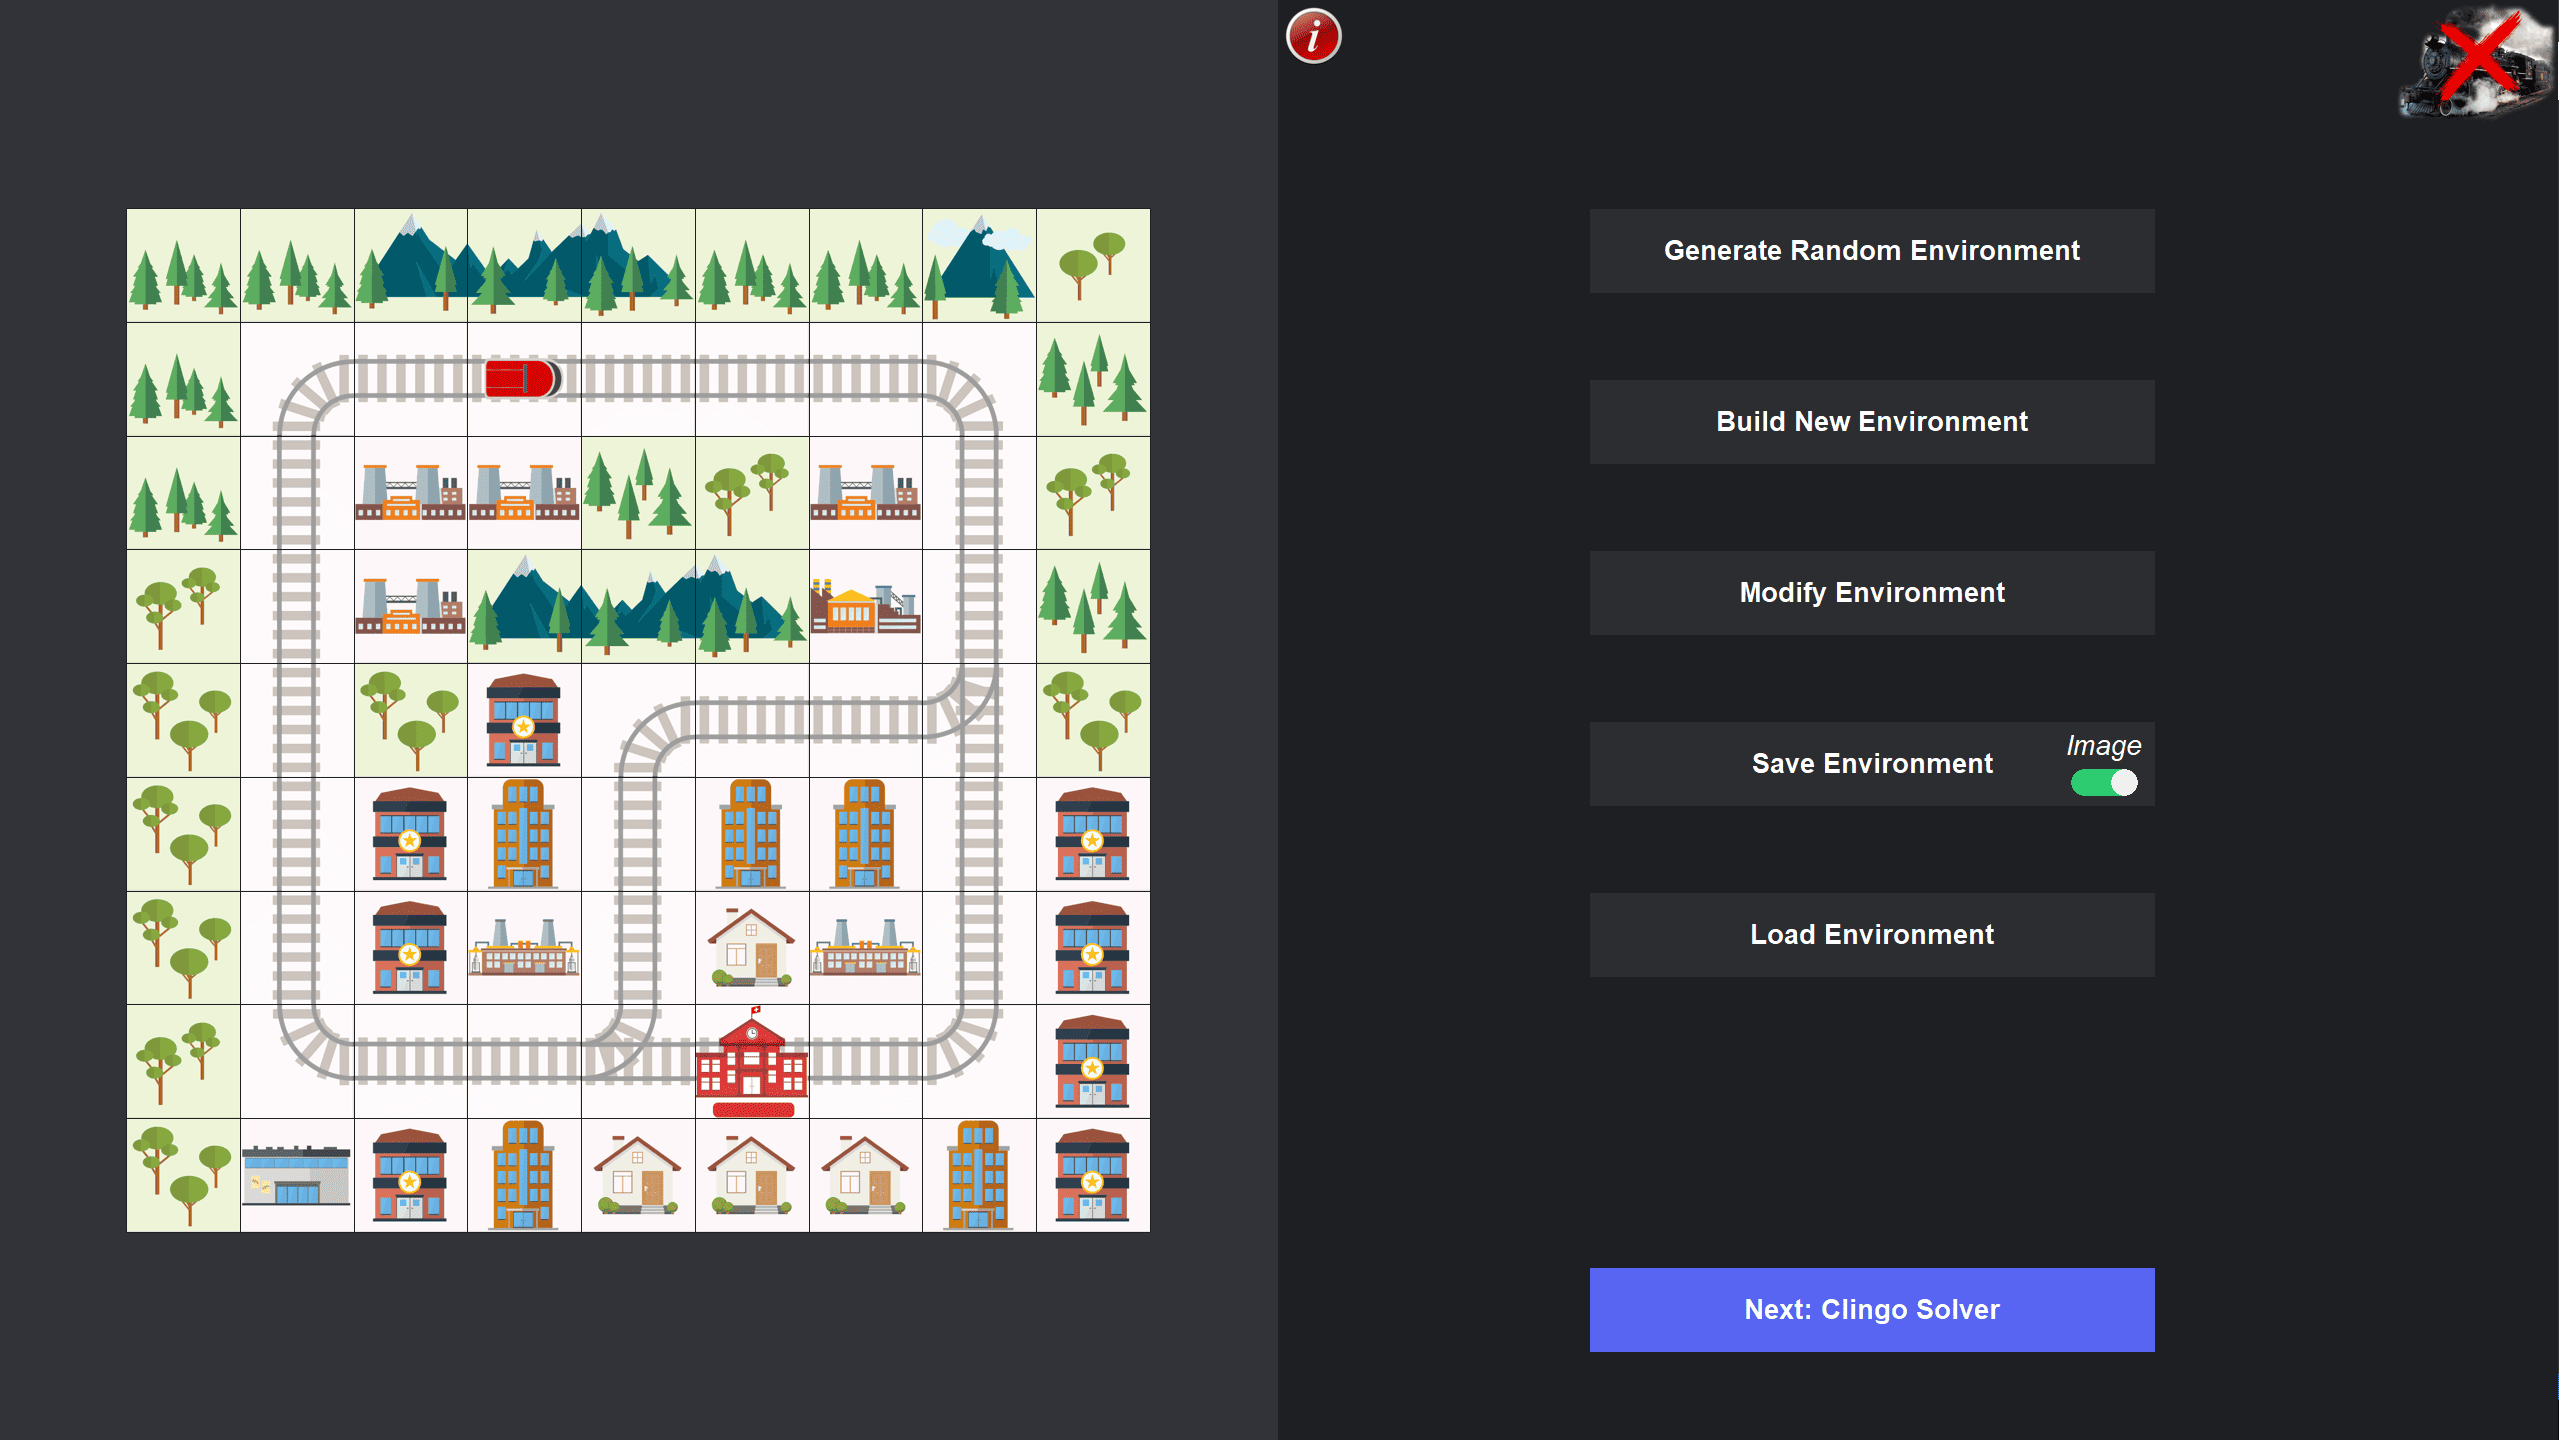 i
Generate Random Environment
Build New Environment
Modify Environment
Save Environment
Image
Load Environment
Next: Clingo Solver